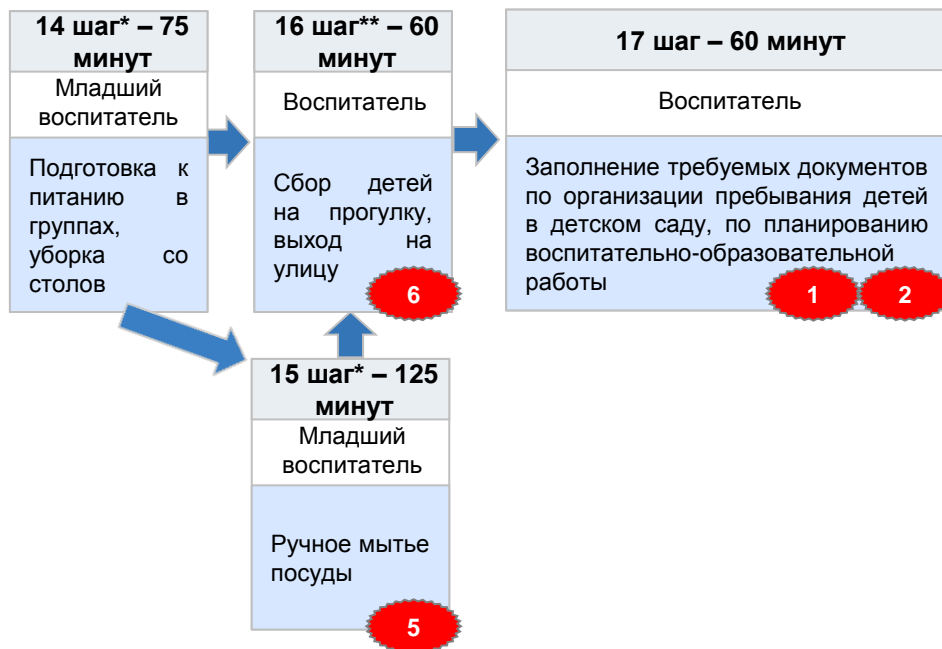 14 шаг* – 75
минут
Младший
воспитатель
Подготовка к
питанию в
группах,
уборка со
столов
16 шаг** – 60
минут
Воспитатель
Сбор детей
на прогулку,
выход на
улицу
6
17 шаг – 60 минут
Воспитатель
Заполнение требуемых документов
по организации пребывания детей
в детском саду, по планированию
воспитательно-образовательной
работы
1
2
15 шаг* – 125
минут
Младший
воспитатель
Ручное мытье
посуды
5